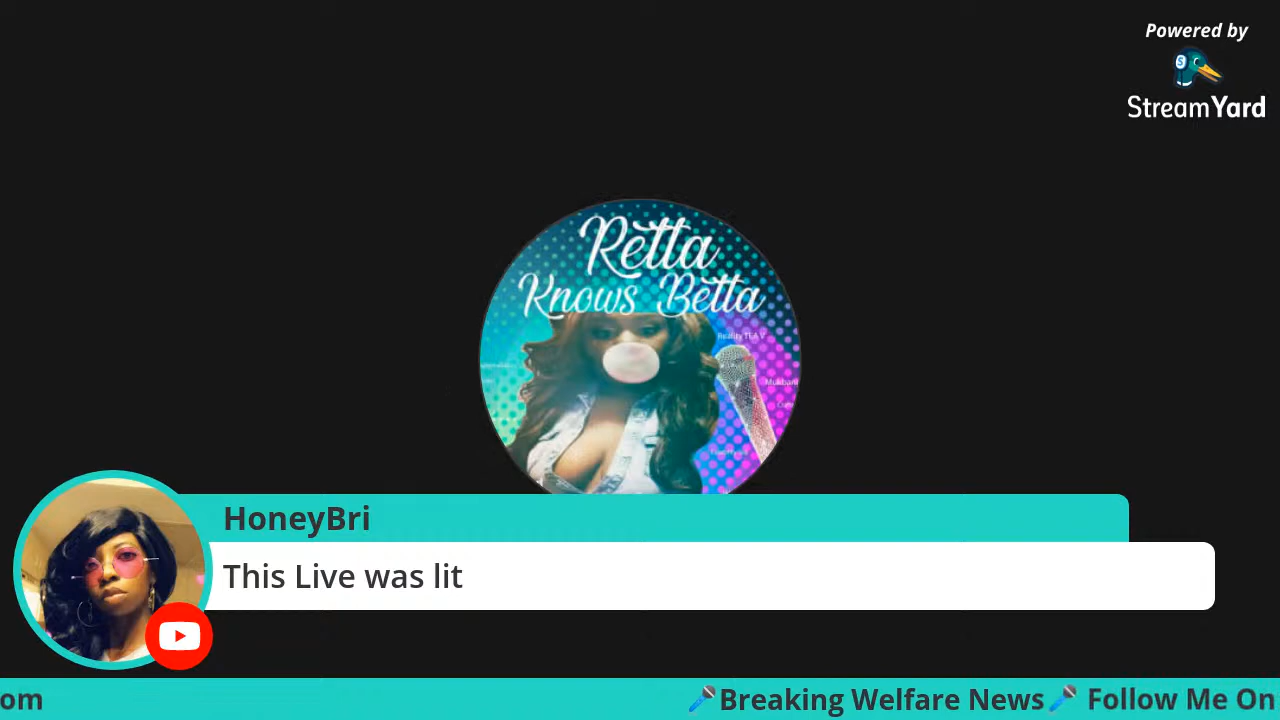 Powered by
StreamYard
Retta
Knows Betta
HoneyBri
This Live was lit
om
🎤Breaking Welfare News🎤 Follow Me On